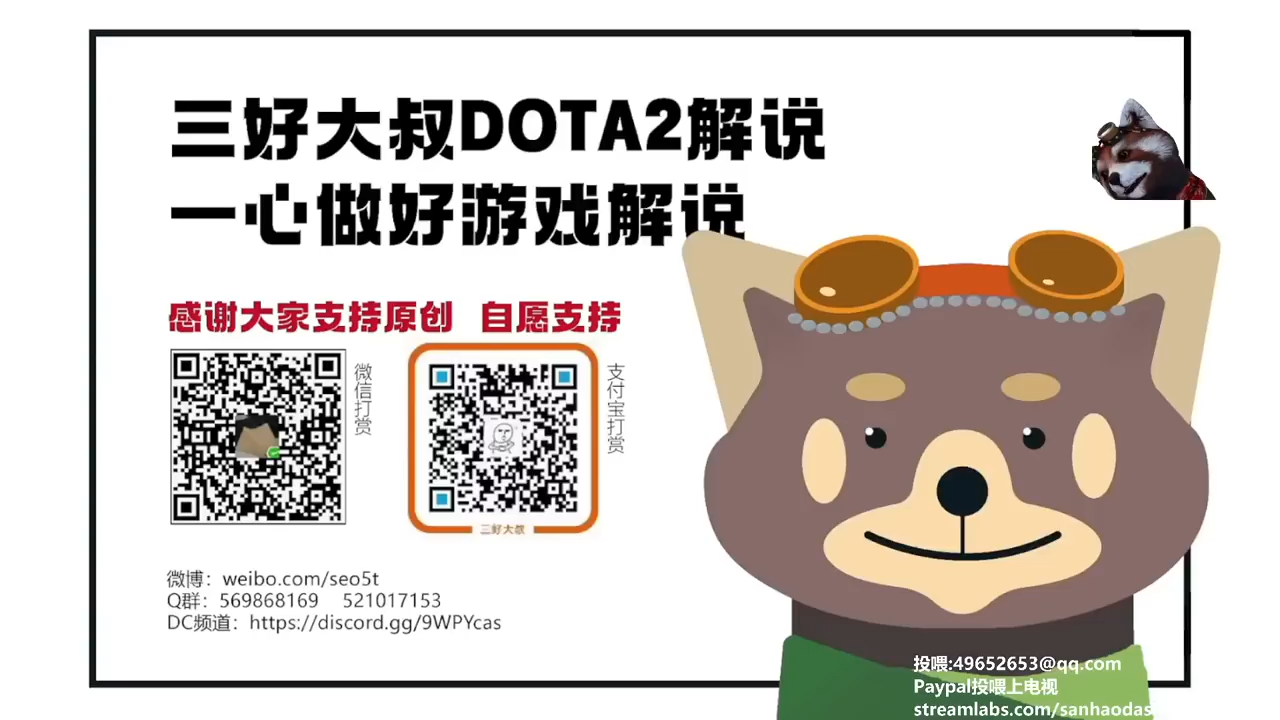 三好大叔DOTA2解说
一心做好游戏解说
感谢大家支持原创 自愿支持
微信打赏
支付宝打赏
三好大叔
微博：weibo.com/seo5t
Q群：569868169 521017153
DC频道：https://discord.gg/9WPYcas
投喂:49652653@qq.com
Paypal投喂上电视
streamlabs.com/sanhaodas